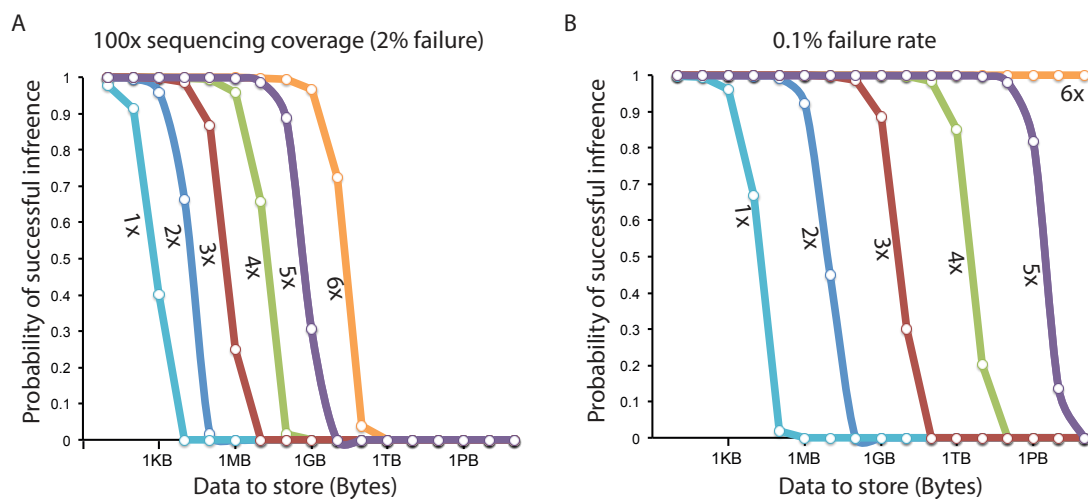 A
100x sequencing coverage (2% failure)
Probability of successful infreence
1
0.9
0.8
0.7
0.6
0.5
0.4
0.3
0.2
0.1
0
1x
2x
3x
4x
5x
6x
1KB
1MB
1GB
1TB
1PB
Data to store (Bytes)
B
0.1% failure rate
Probability of successful infreence
1
0.9
0.8
0.7
0.6
0.5
0.4
0.3
0.2
0.1
0
1x
2x
3x
4x
5x
6x
1KB
1MB
1GB
1TB
1PB
Data to store (Bytes)